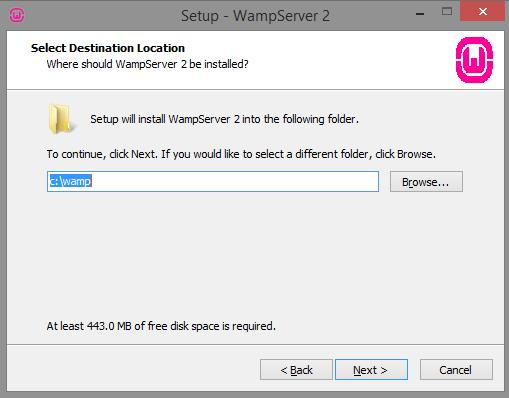 Setup - WampServer 2
Select Destination Location
Where should WampServer 2 be installed?
Setup will install WampServer 2 into the following folder.
To continue, click Next. If you would like to select a different folder, click Browse.
c:\wamp
Browse...
At least 443.0 MB of free disk space is required.
< Back
Next >
Cancel